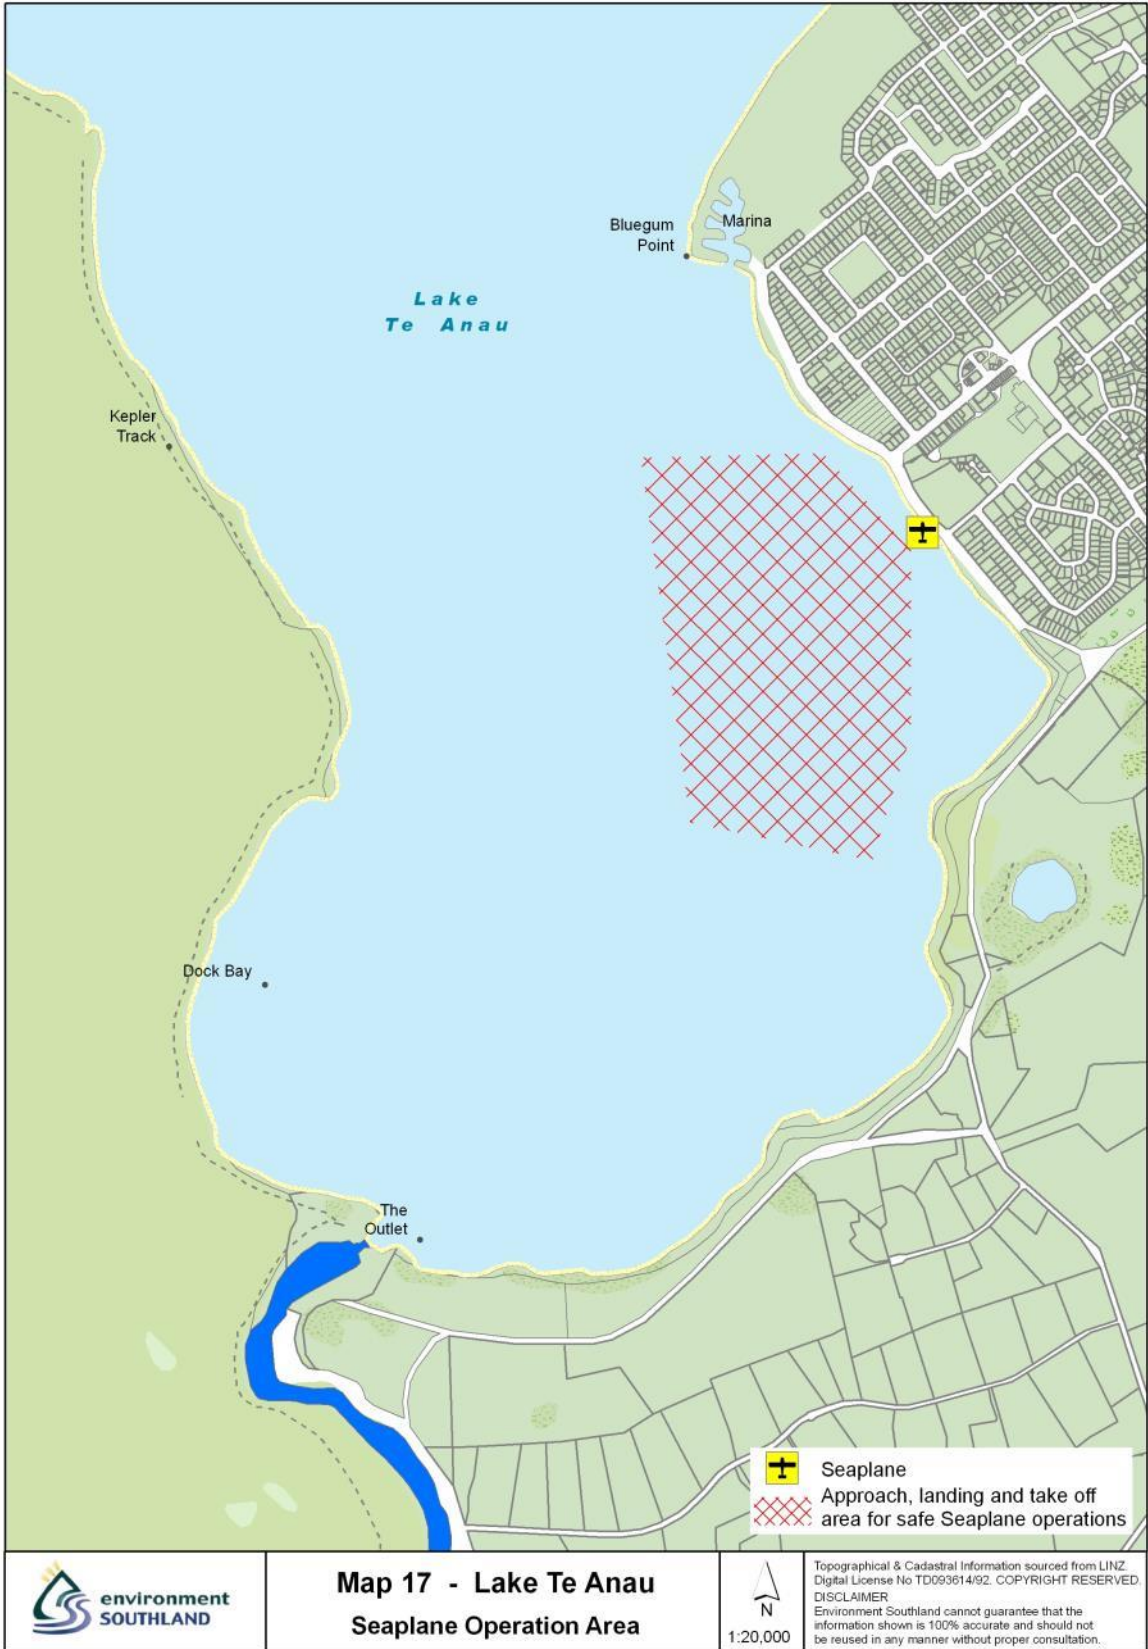 Bluegum
Point
Marina
Lake
Te Anau
Kepler
Track
Dock Bay
The
Outlet
Seaplane
Approach, landing and take off
area for safe Seaplane operations
environment
SOUTHLAND
Map 17 - Lake Te Anau
Seaplane Operation Area
N
1:20,000
Topographical & Cadastral Information sourced from LINZ.
Digital License No TD093614/92. COPYRIGHT RESERVED.
DISCLAIMER
Environment Southland cannot guarantee that the
information shown is 100% accurate and should not
be reused in any manner without proper consultation.